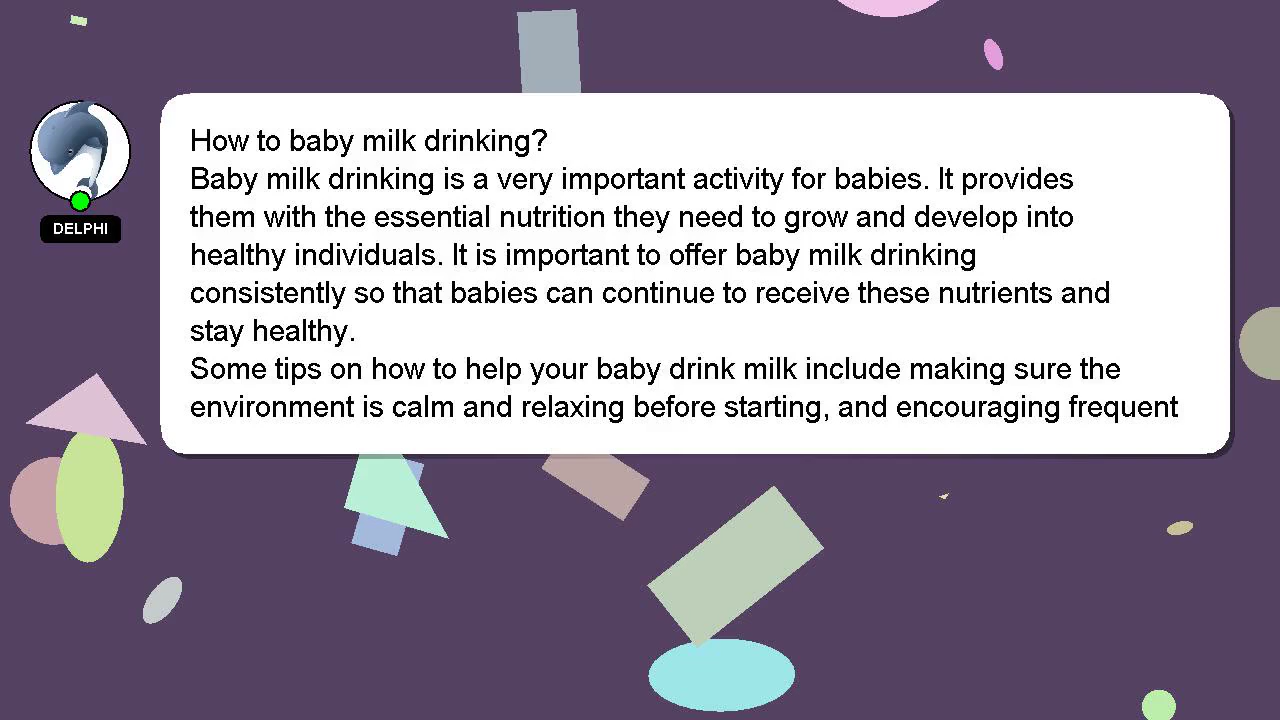 How to baby milk drinking?
Baby milk drinking is a very important activity for babies. It provides
them with the essential nutrition they need to grow and develop into
healthy individuals. It is important to offer baby milk drinking
consistently so that babies can continue to receive these nutrients and
stay healthy.
Some tips on how to help your baby drink milk include making sure the
environment is calm and relaxing before starting, and encouraging frequent
DELPHI